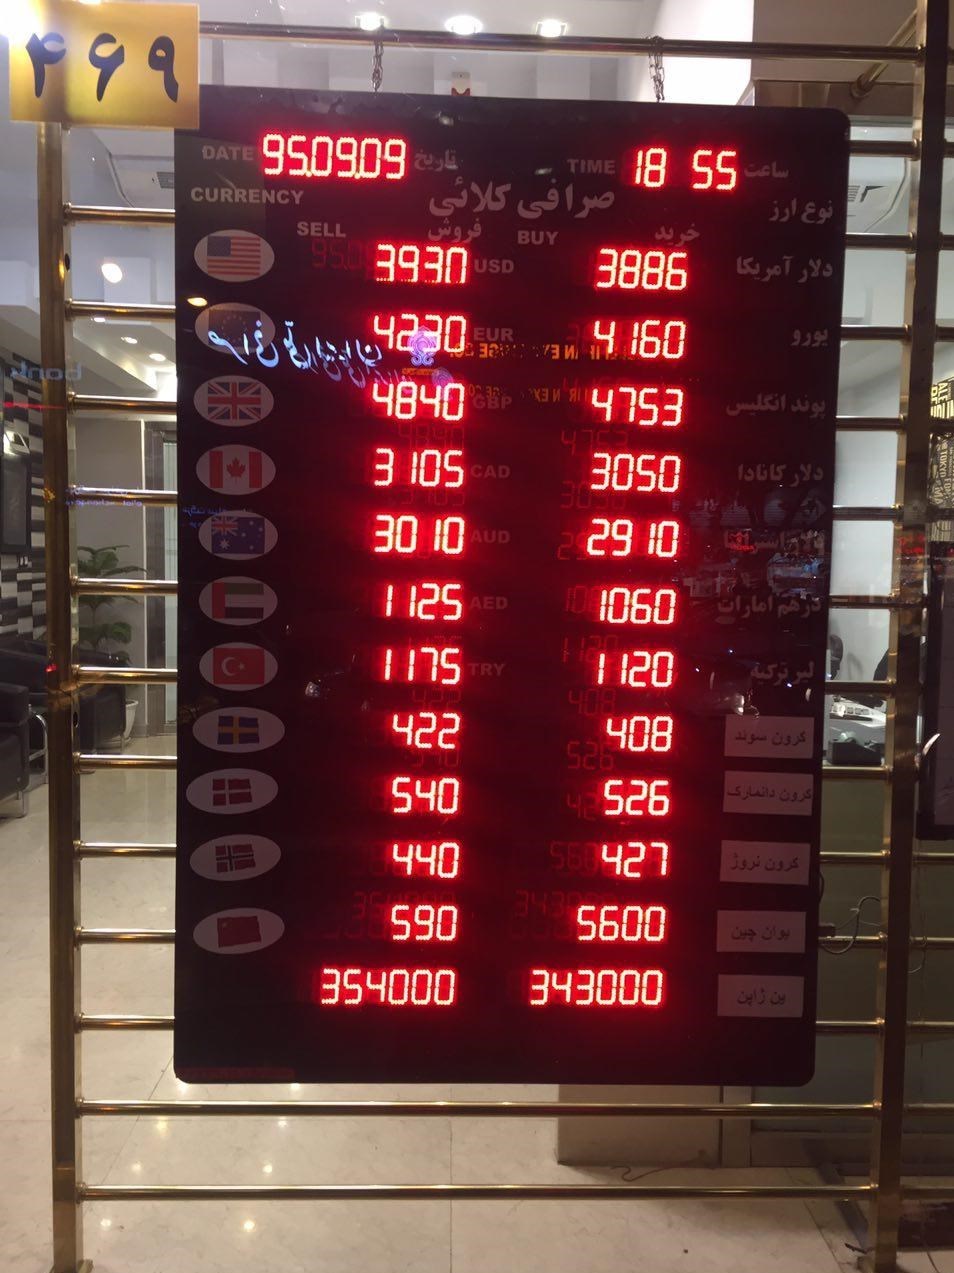 ۴۶۹
DATE 95.09.09 تاریخ TIME 18 55 ساعت
CURRENCY صرافی کلائی نوع ارز
SELL فروش BUY خرید
3930 USD 3886 دلار آمریکا
4230 EUR 4160 یورو
4840 GBP 4753 پوند انگلیس
3105 CAD 3050 دلار کانادا
3010 AUD 2910
1125 AED 1060 درهم امارات
1175 TRY 1120 لیر ترکیه
422 408 کرون سوئد
540 526 کرون دانمارک
440 427 کرون نروژ
590 5600 یوان چین
354000 343000 ین ژاپن
bank